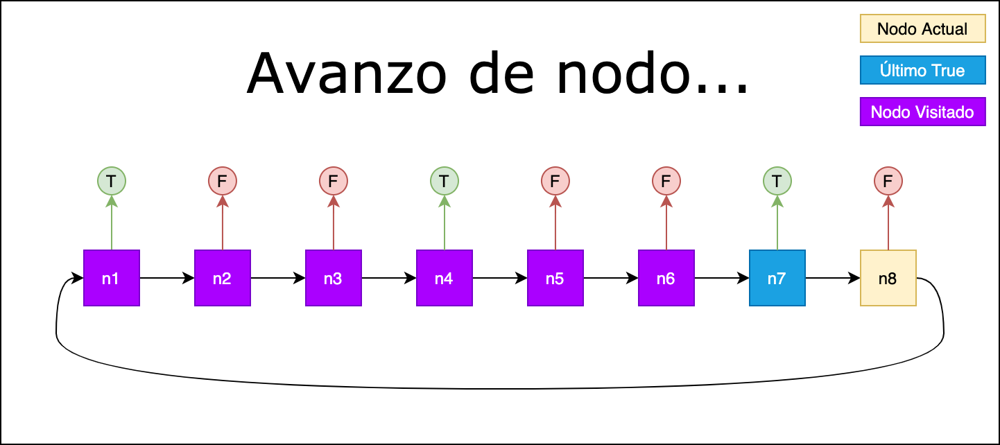 Nodo Actual
Avanzo de nodo...
Último True
Nodo Visitado
T F F T F F T F
n1 n2 n3 n4 n5 n6 n7 n8